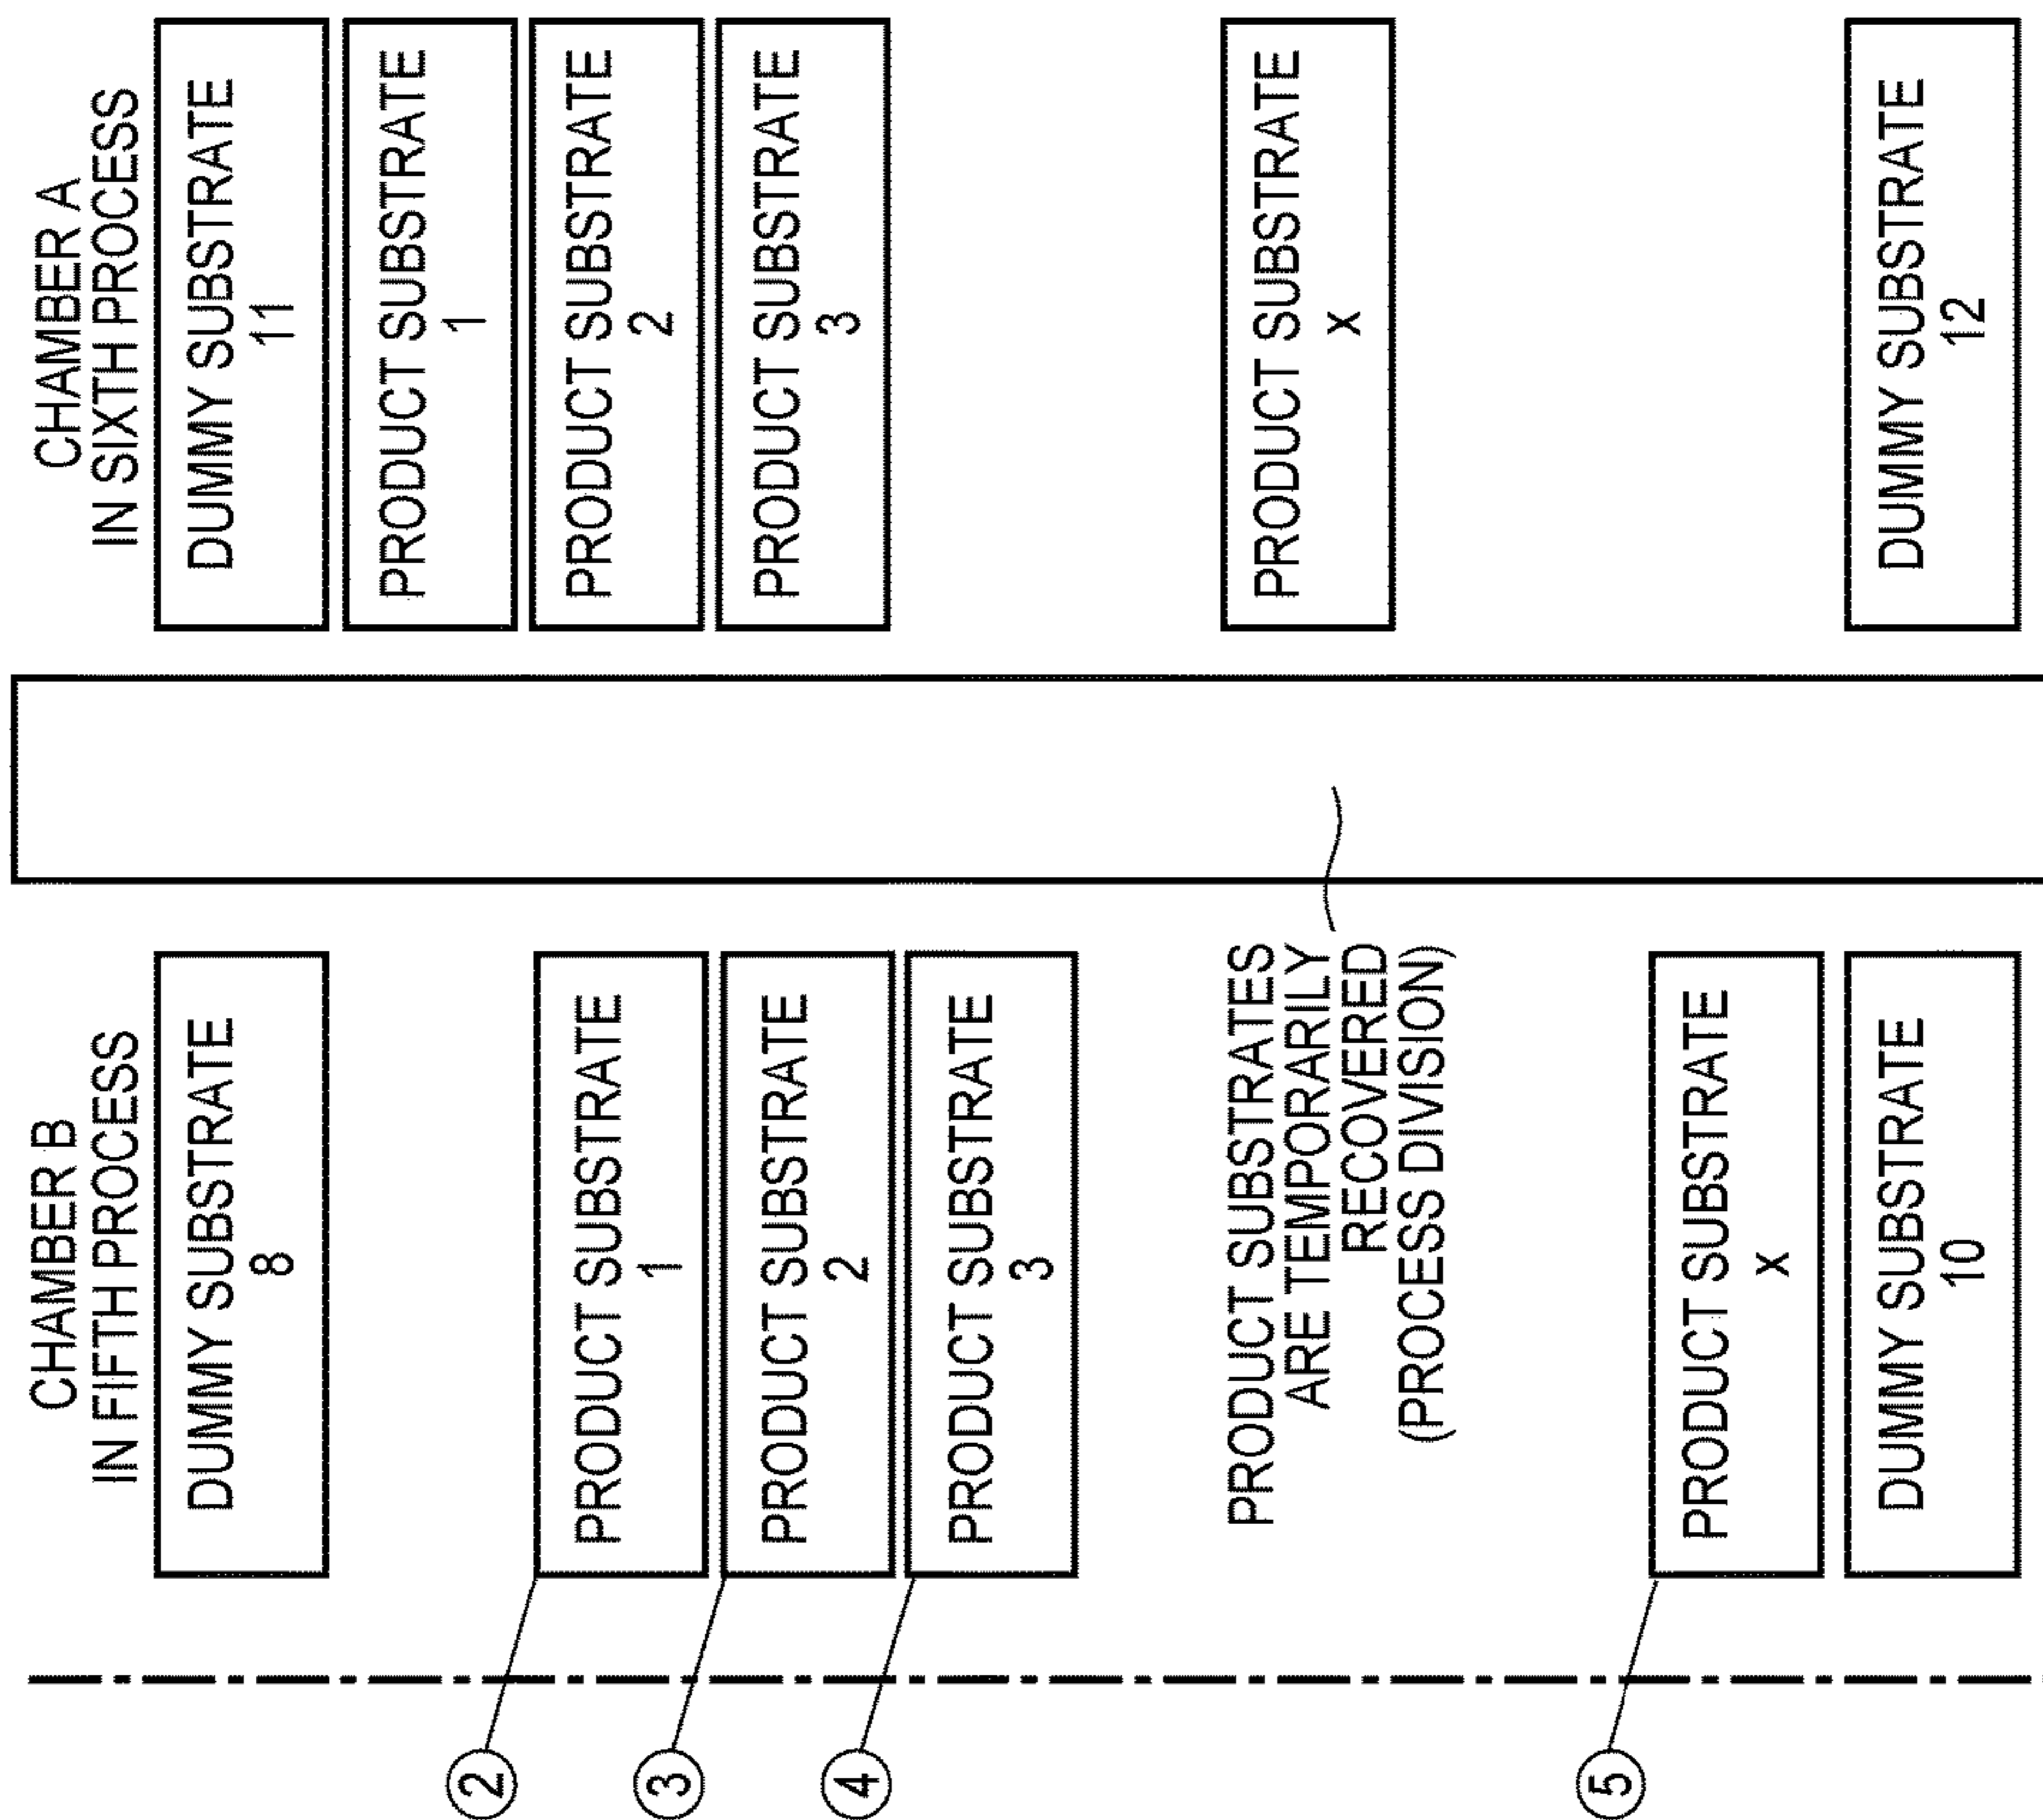 CHAMBER B
IN FIFTH PROCESS
DUMMY SUBSTRATE
8
2
PRODUCT SUBSTRATE
1
3
PRODUCT SUBSTRATE
2
4
PRODUCT SUBSTRATE
3
PRODUCT SUBSTRATES
ARE TEMPORARILY
RECOVERED
(PROCESS DIVISION)
5
PRODUCT SUBSTRATE
X
DUMMY SUBSTRATE
10
CHAMBER A
IN SIXTH PROCESS
DUMMY SUBSTRATE
11
PRODUCT SUBSTRATE
1
PRODUCT SUBSTRATE
2
PRODUCT SUBSTRATE
3
PRODUCT SUBSTRATE
X
DUMMY SUBSTRATE
12